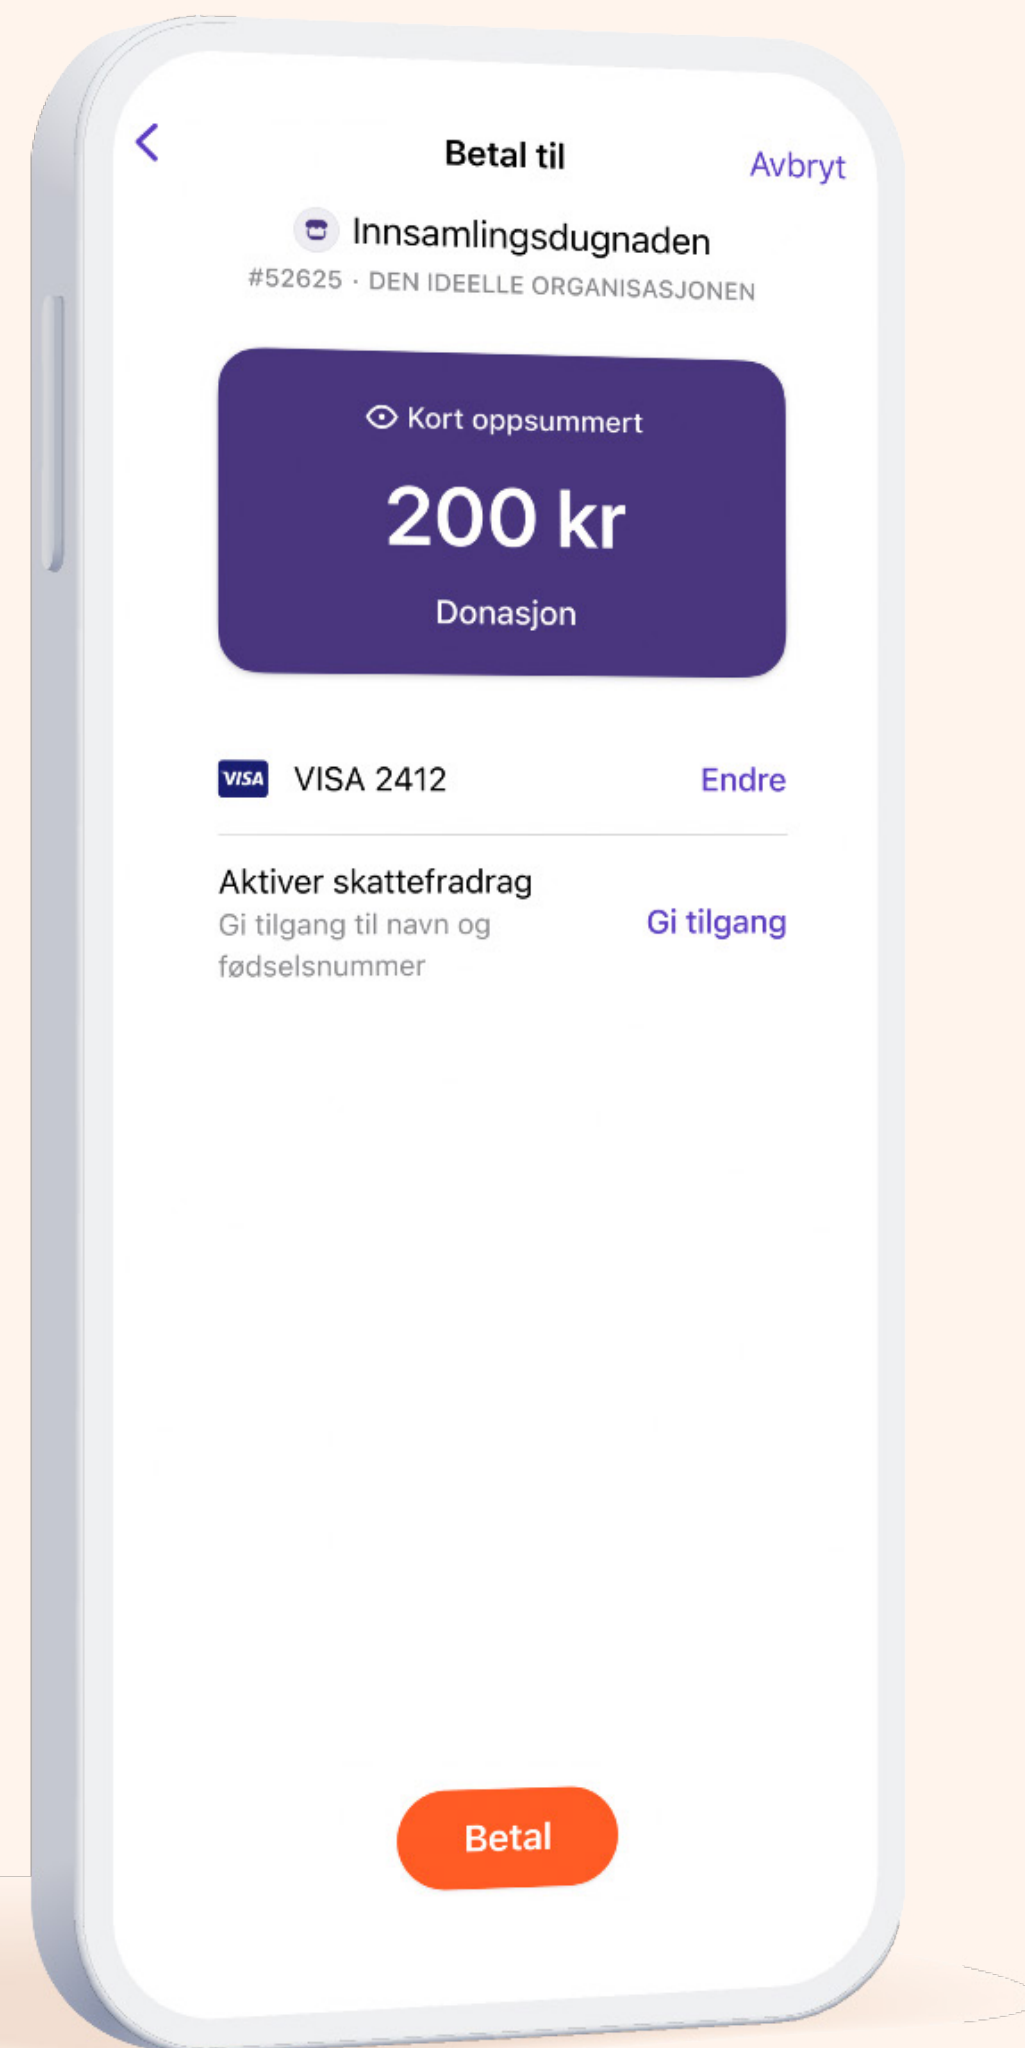 Betal til
Avbryt
Innsamlingsdugnaden
#52625 · DEN IDEELLE ORGANISASJONEN
Kort oppsummert
200 kr
Donasjon
VISA VISA 2412 Endre
Aktiver skattefradrag
Gi tilgang til navn og
fødselsnummer
Gi tilgang
Betal